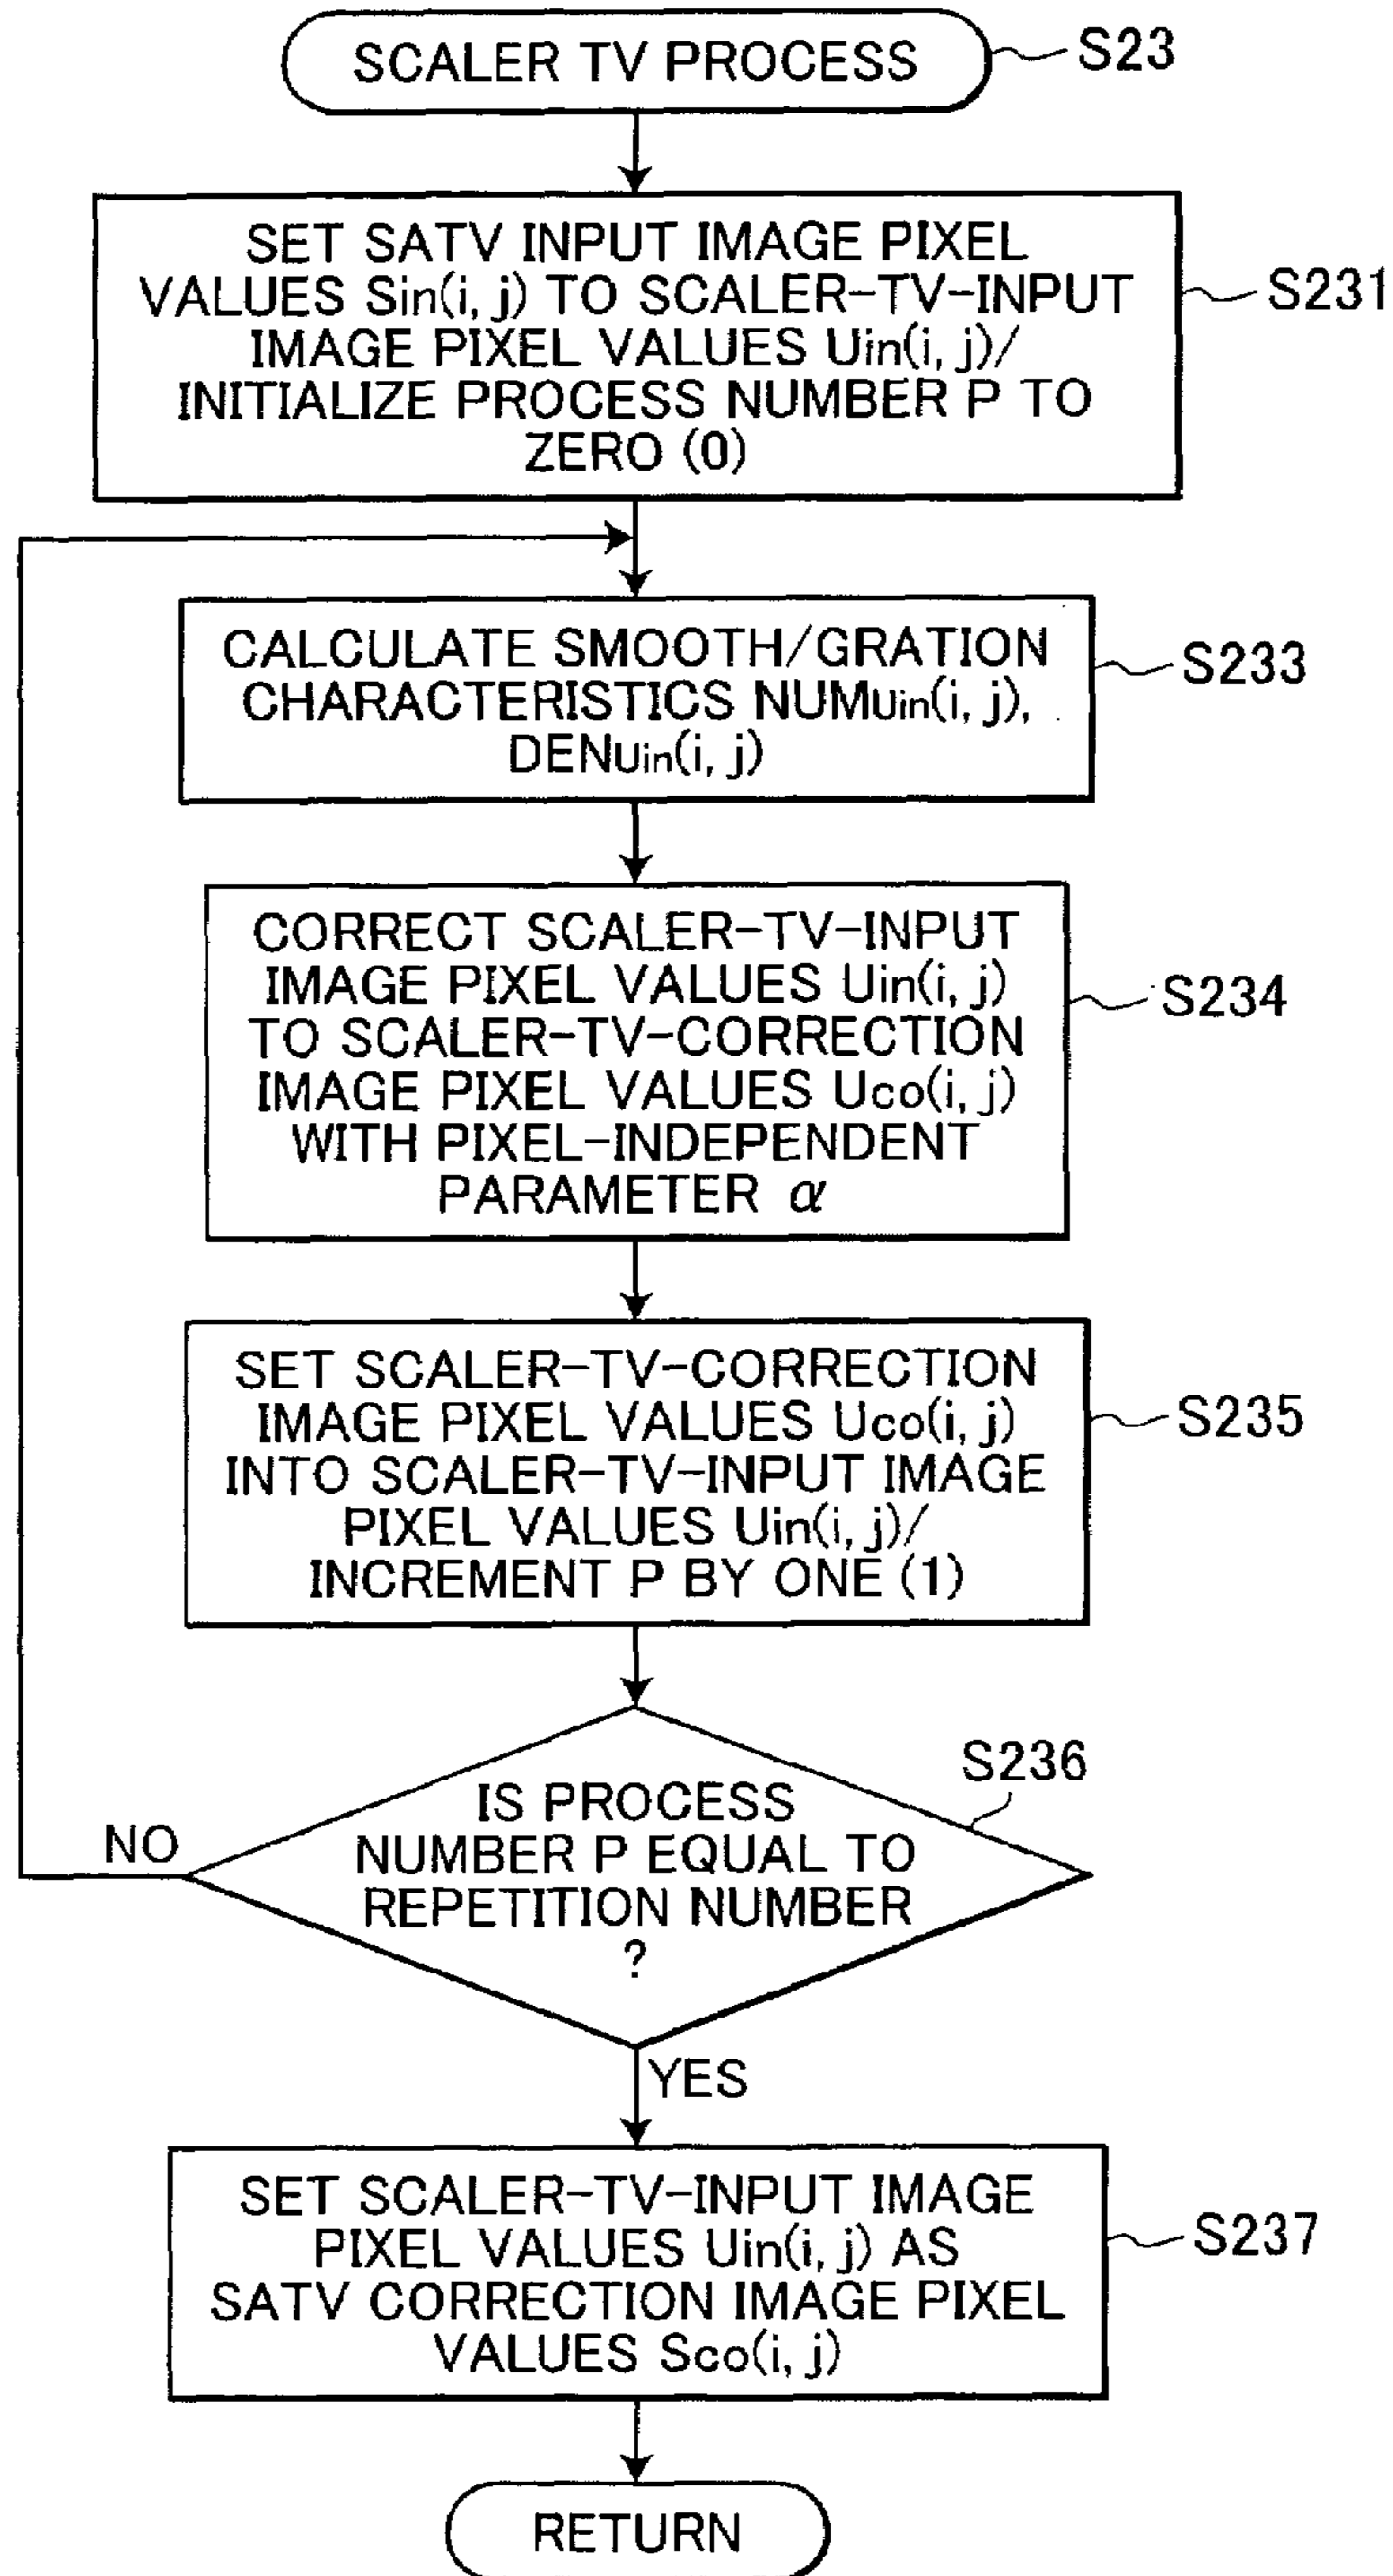 SCALER TV PROCESS
S23
SET SATV INPUT IMAGE PIXEL
VALUES Sin(i, j) TO SCALER-TV-INPUT
IMAGE PIXEL VALUES Uin(i, j)/
INITIALIZE PROCESS NUMBER P TO
ZERO (0)
S231
CALCULATE SMOOTH/GRATION
CHARACTERISTICS NUMUin(i, j),
DENUin(i, j)
S233
CORRECT SCALER-TV-INPUT
IMAGE PIXEL VALUES Uin(i, j)
TO SCALER-TV-CORRECTION
IMAGE PIXEL VALUES Uco(i, j)
WITH PIXEL-INDEPENDENT
PARAMETER α
S234
SET SCALER-TV-CORRECTION
IMAGE PIXEL VALUES Uco(i, j)
INTO SCALER-TV-INPUT IMAGE
PIXEL VALUES Uin(i, j)/
INCREMENT P BY ONE (1)
S235
S236
IS PROCESS
NUMBER P EQUAL TO
REPETITION NUMBER
?
NO
YES
SET SCALER-TV-INPUT IMAGE
PIXEL VALUES Uin(i, j) AS
SATV CORRECTION IMAGE PIXEL
VALUES Sco(i, j)
S237
RETURN